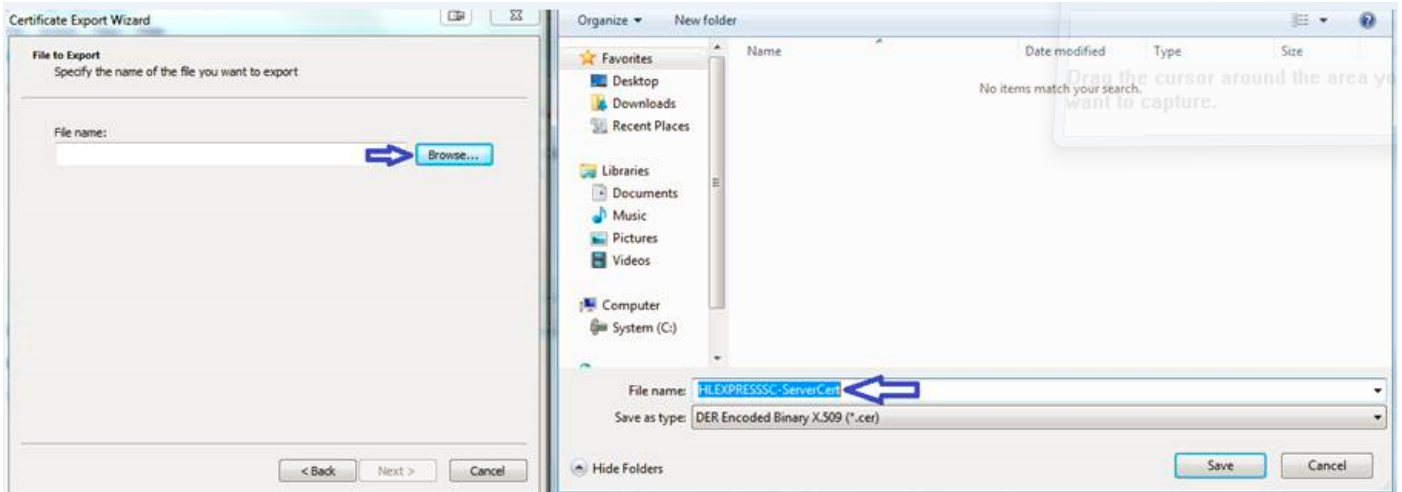 Certificate Export Wizard
File to Export
Specify the name of the file you want to export
File name:
Browse...
< Back Next > Cancel
Organize New folder
Name Date modified Type Size
No items match your search.
Drag the cursor around the area yo
want to capture.
Favorites
Desktop
Downloads
Recent Places
Libraries
Documents
Music
Pictures
Videos
Computer
System (C:)
File name: HLEXPRESSSC-ServerCert
Save as type: DER Encoded Binary X.509 (*.cer)
Hide Folders Save Cancel